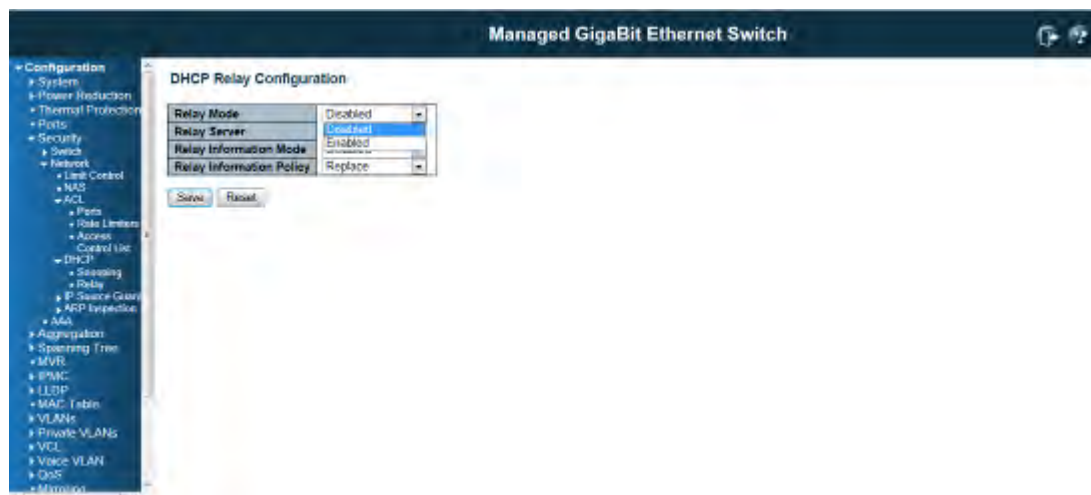 Managed GigaBit Ethernet Switch
Configuration
System
Power Reduction
Thermal Protection
Ports
Security
Switch
Network
Limit Control
NAS
ACL
Ports
Rate Limiters
Access
Control List
DHCP
Snooping
Relay
IP Source Guard
ARP Inspection
AAA
Aggregation
Spanning Tree
MVR
IPMC
LLDP
MAC Table
VLANs
Private VLANs
VCL
Voice VLAN
QoS
Mirroring
DHCP Relay Configuration
Relay Mode Disabled
Relay Server Disabled
Enabled
Relay Information Mode
Relay Information Policy Replace
Save Reset